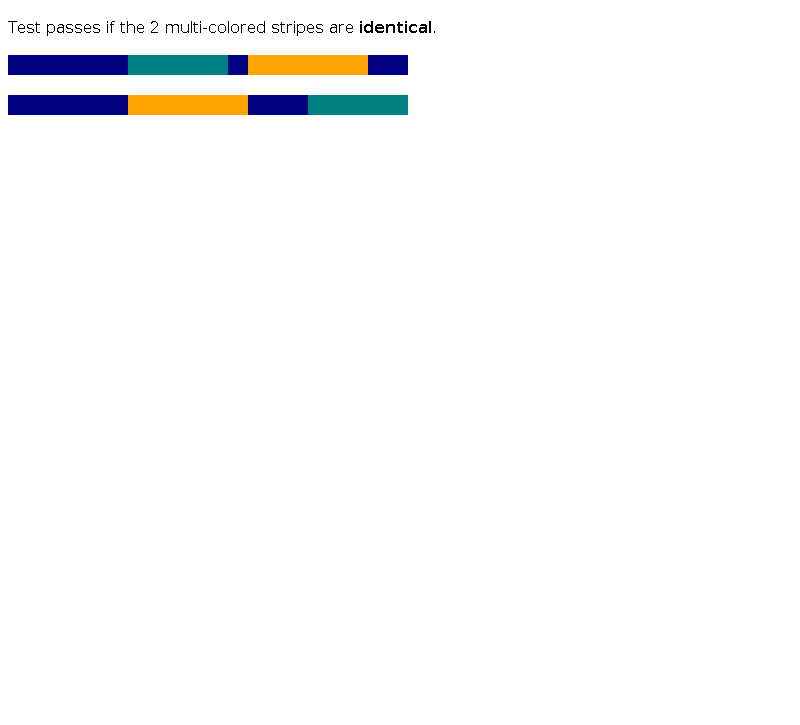 Test passes if the 2 multi-colored stripes are identical.